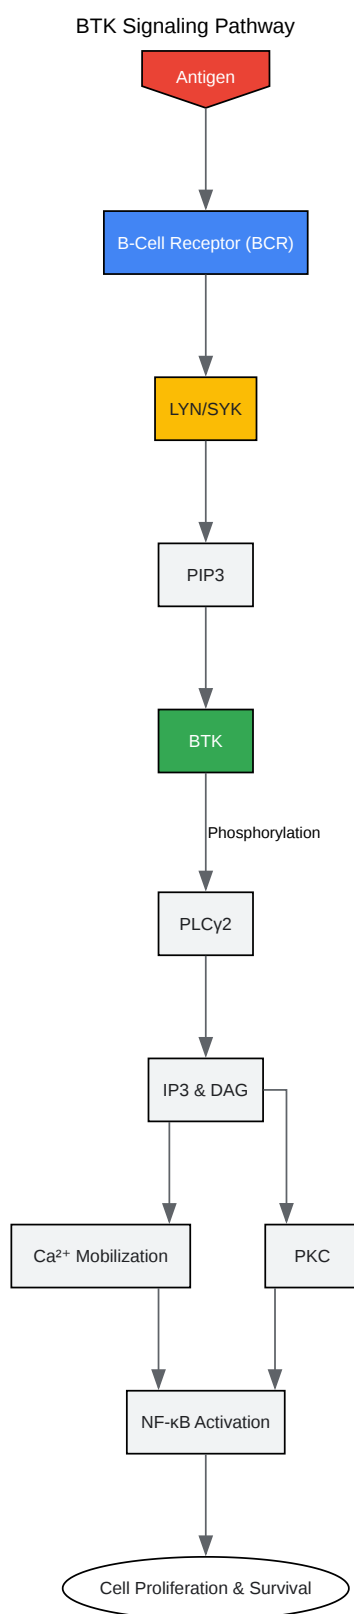 BTK Signaling Pathway
Antigen
B-Cell Receptor (BCR)
LYN/SYK
PIP3
BTK
Phosphorylation
PLCγ2
IP3 & DAG
Ca²⁺ Mobilization
PKC
NF-κB Activation
Cell Proliferation & Survival